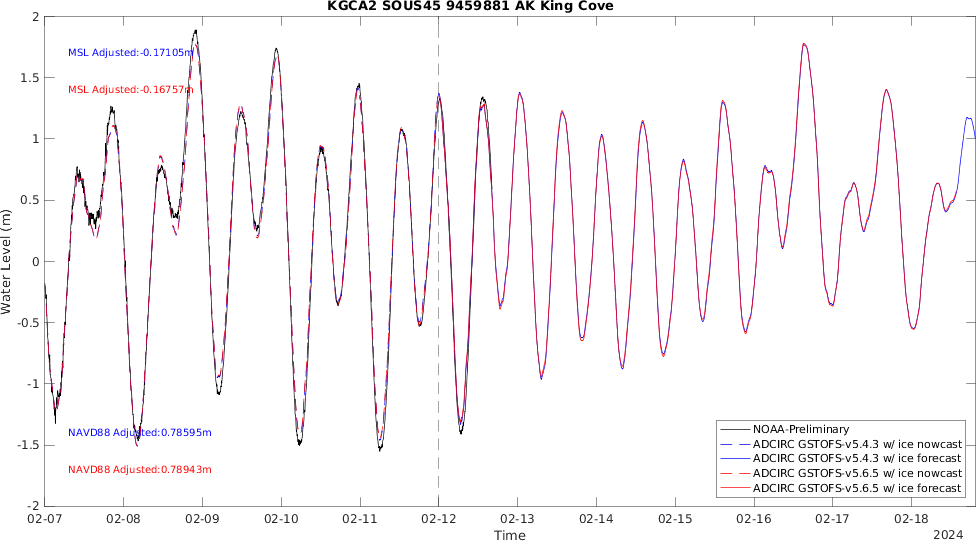 KGCA2 SOUS45 9459881 AK King Cove
2
1.5
1
0.5
0
-0.5
-1
-1.5
-2
Water Level (m)
MSL Adjusted:-0.17105m
MSL Adjusted:-0.16757m
NAVD88 Adjusted:0.78595m
NAVD88 Adjusted:0.78943m
NOAA-Preliminary
ADCIRC GSTOFS-v5.4.3 w/ ice nowcast
ADCIRC GSTOFS-v5.4.3 w/ ice forecast
ADCIRC GSTOFS-v5.6.5 w/ ice nowcast
ADCIRC GSTOFS-v5.6.5 w/ ice forecast
02-07 02-08 02-09 02-10 02-11 02-12 02-13 02-14 02-15 02-16 02-17 02-18
Time
2024